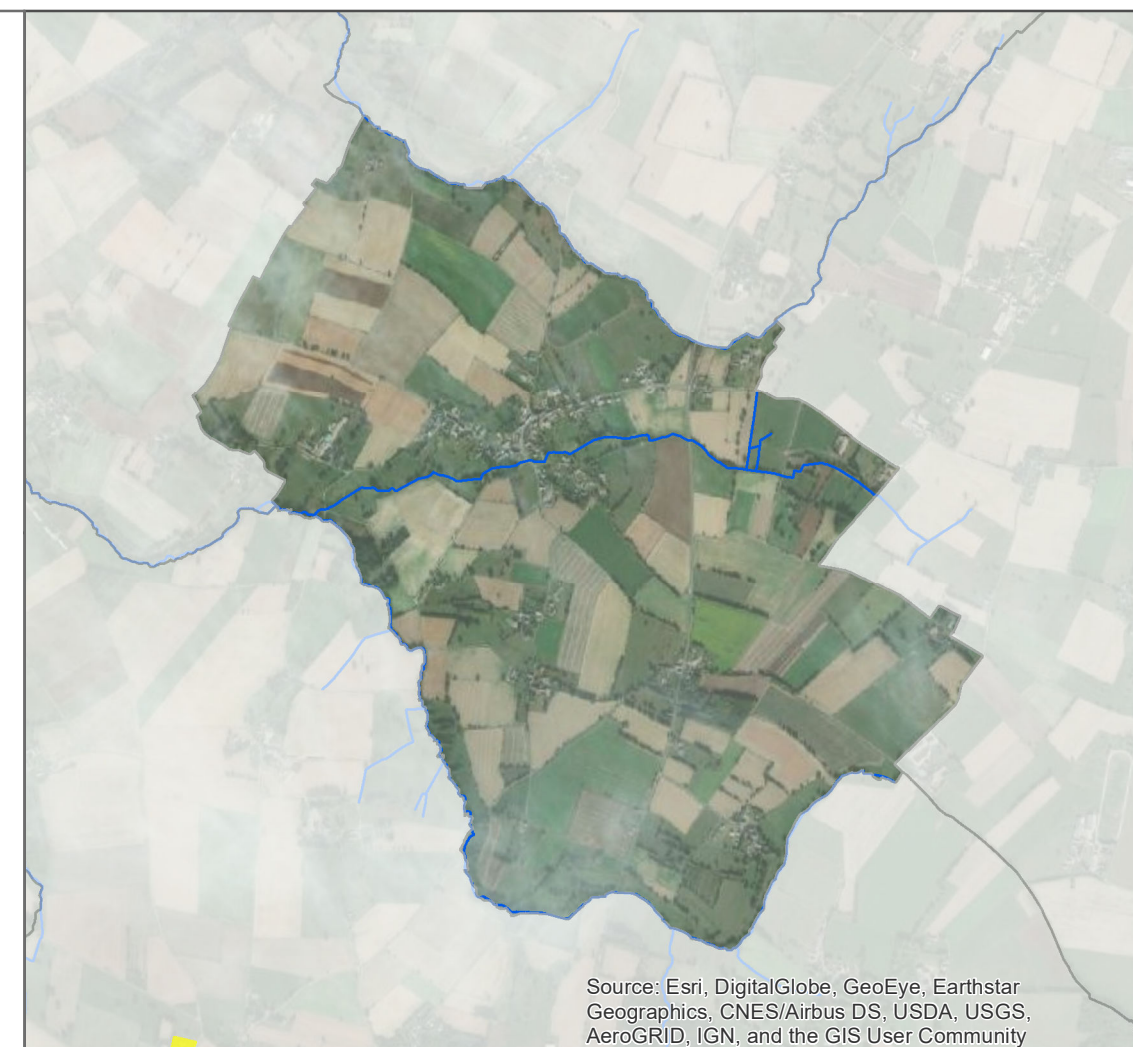 Source: Esri, DigitalGlobe, GeoEye, Earthstar
Geographics, CNES/Airbus DS, USDA, USGS,
AeroGRID, IGN, and the GIS User Community